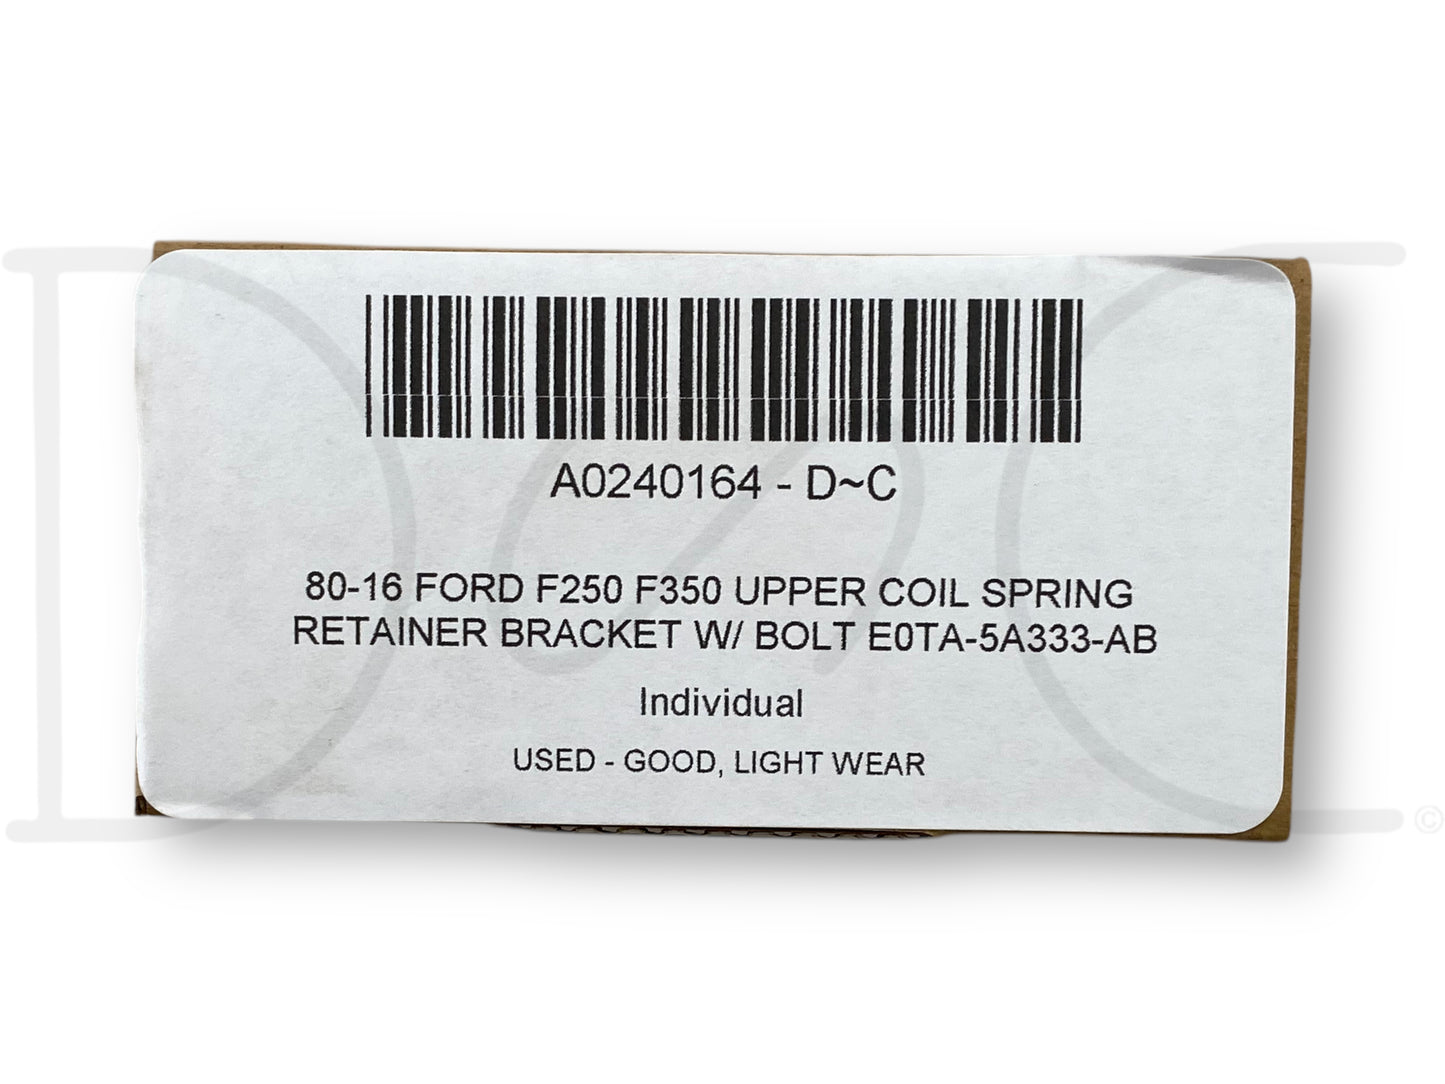 A0240164 - D~C
80-16 FORD F250 F350 UPPER COIL SPRING
RETAINER BRACKET W/ BOLT E0TA-5A333-AB
Individual
USED - GOOD, LIGHT WEAR
D
C
©